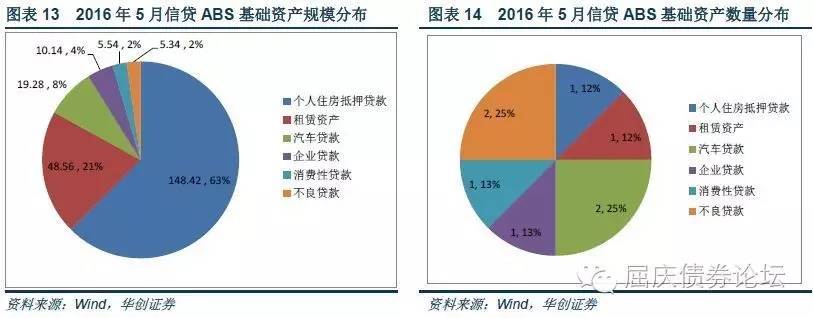 图表 13 2016 年 5 月信贷 ABS 基础资产规模分布
5.54 , 2%
5.34 , 2%
10.14 , 4%
19.28 , 8%
48.56 , 21%
148.42 , 63%
个人住房抵押贷款
租赁资产
汽车贷款
企业贷款
消费性贷款
不良贷款
资料来源：Wind，华创证券
图表 14 2016 年 5 月信贷 ABS 基础资产数量分布
1, 12%
2, 25%
1, 12%
1, 13%
2, 25%
1, 13%
个人住房抵押贷款
租赁资产
汽车贷款
企业贷款
消费性贷款
不良贷款
屈庆债券论坛
资料来源：Wind，华创证券